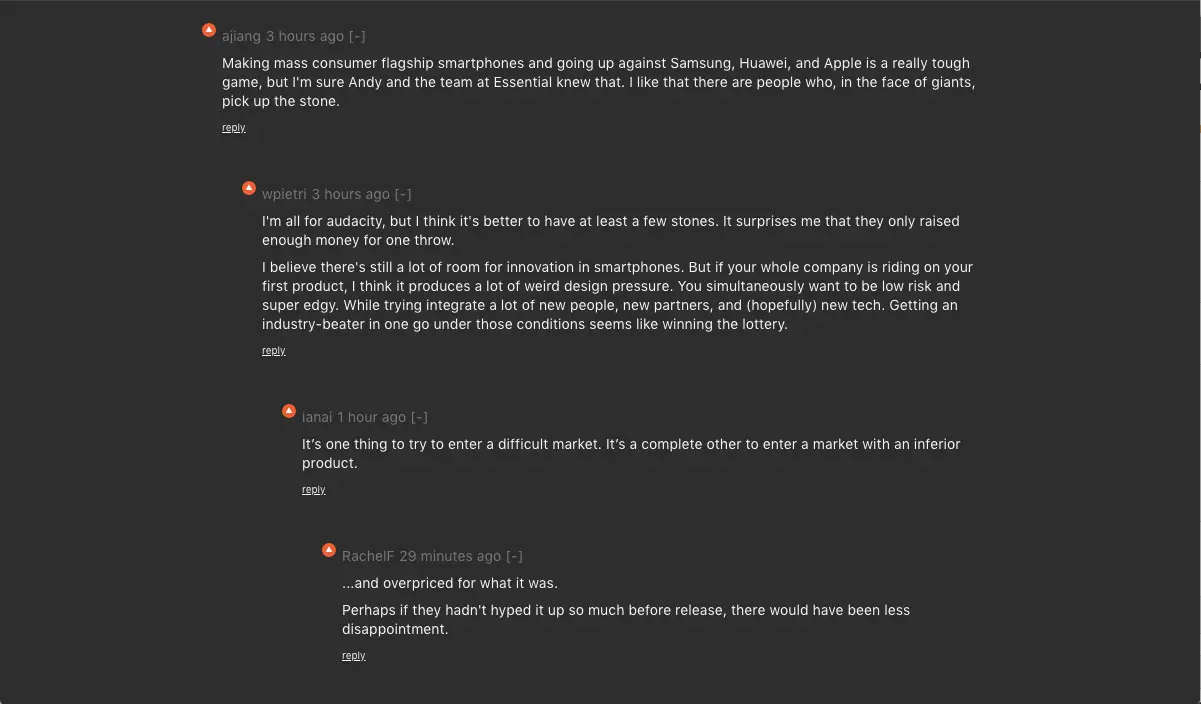 ajiang 3 hours ago [-]
Making mass consumer flagship smartphones and going up against Samsung, Huawei, and Apple is a really tough
game, but I'm sure Andy and the team at Essential knew that. I like that there are people who, in the face of giants,
pick up the stone.
reply
wpietri 3 hours ago [-]
I'm all for audacity, but I think it's better to have at least a few stones. It surprises me that they only raised
enough money for one throw.
I believe there's still a lot of room for innovation in smartphones. But if your whole company is riding on your
first product, I think it produces a lot of weird design pressure. You simultaneously want to be low risk and
super edgy. While trying integrate a lot of new people, new partners, and (hopefully) new tech. Getting an
industry-beater in one go under those conditions seems like winning the lottery.
reply
ianai 1 hour ago [-]
It’s one thing to try to enter a difficult market. It’s a complete other to enter a market with an inferior
product.
reply
RachelF 29 minutes ago [-]
...and overpriced for what it was.
Perhaps if they hadn't hyped it up so much before release, there would have been less
disappointment.
reply